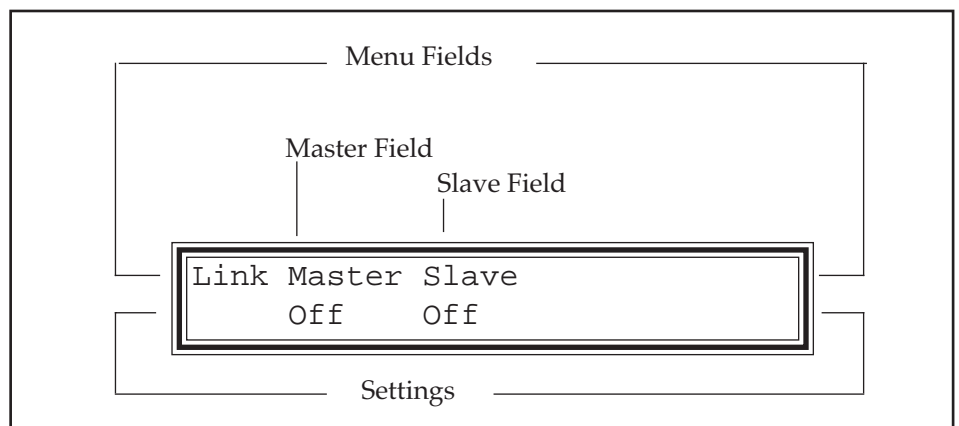 Menu Fields
Master Field
Slave Field
Link Master Slave
Off Off
Settings